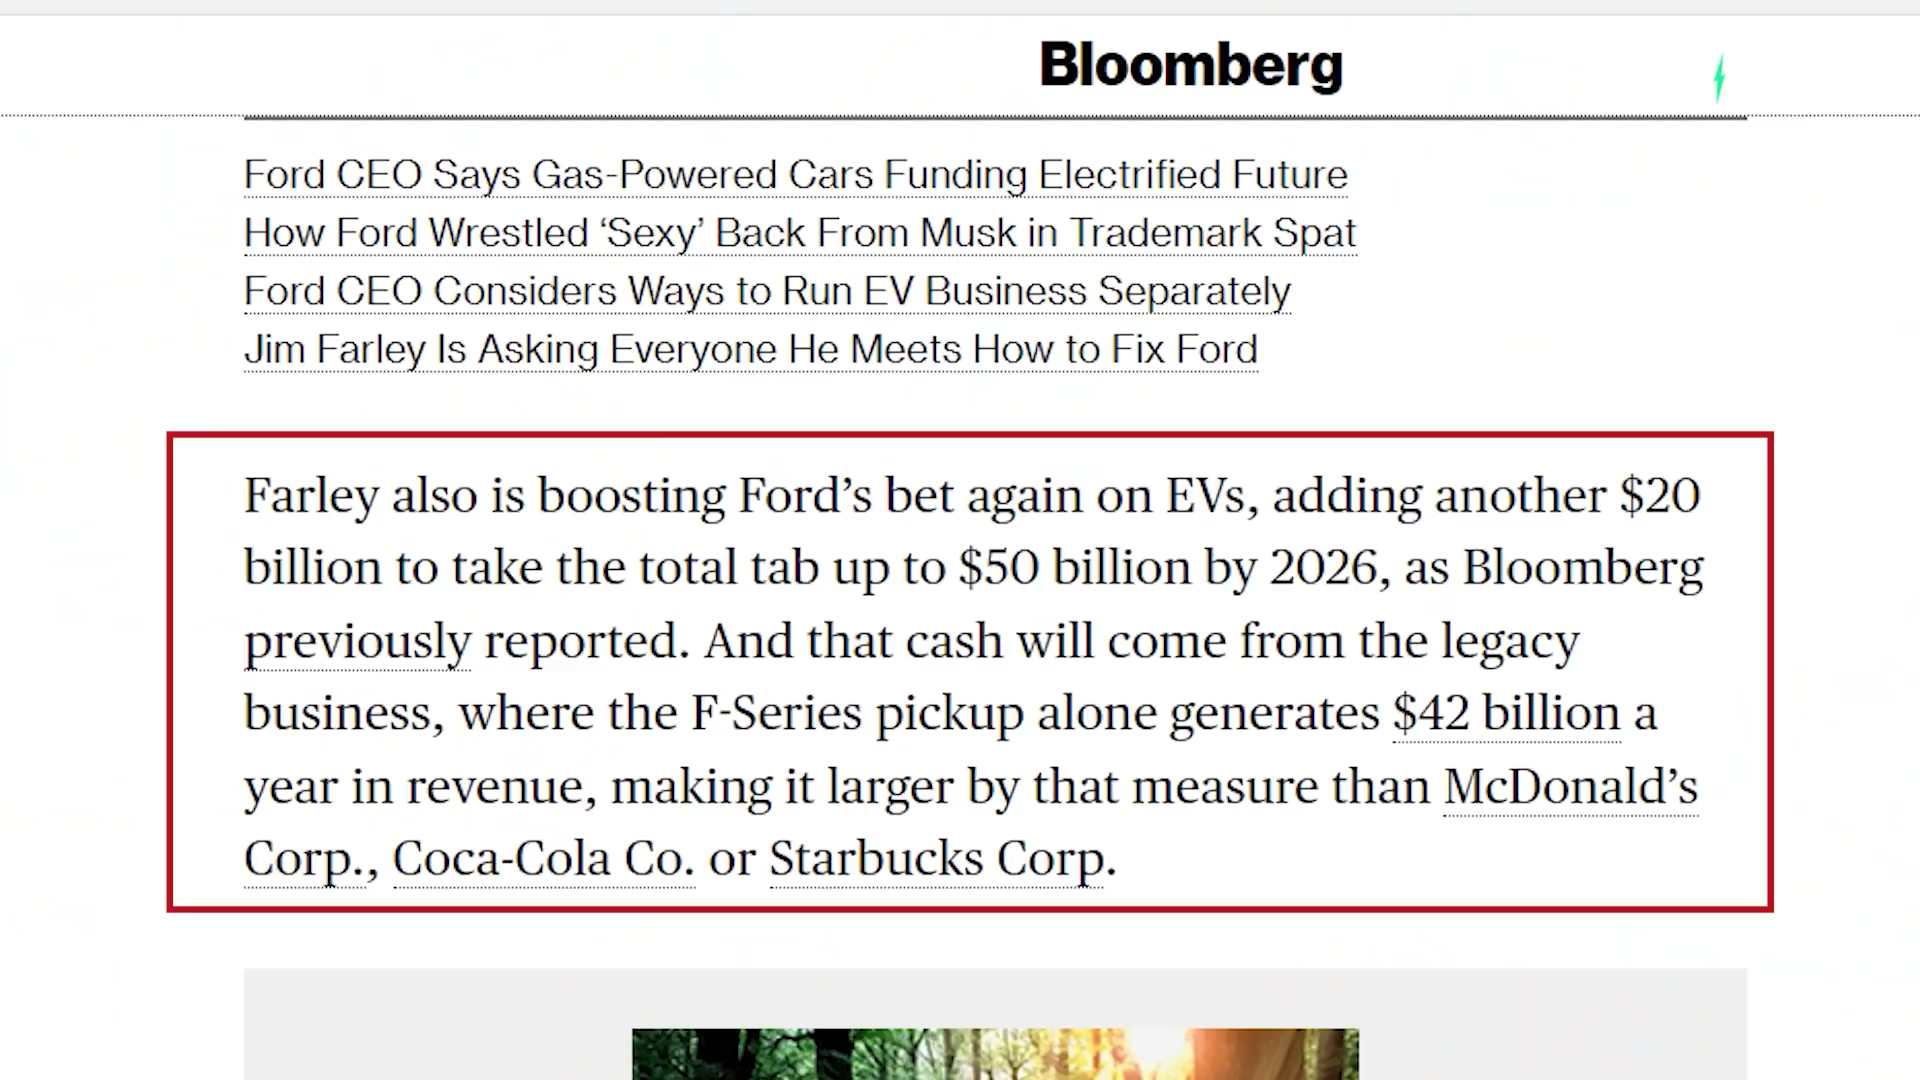 Bloomberg
Ford CEO Says Gas-Powered Cars Funding Electrified Future
How Ford Wrestled ‘Sexy’ Back From Musk in Trademark Spat
Ford CEO Considers Ways to Run EV Business Separately
Jim Farley Is Asking Everyone He Meets How to Fix Ford
Farley also is boosting Ford’s bet again on EVs, adding another $20
billion to take the total tab up to $50 billion by 2026, as Bloomberg
previously reported. And that cash will come from the legacy
business, where the F-Series pickup alone generates $42 billion a
year in revenue, making it larger by that measure than McDonald’s
Corp., Coca-Cola Co. or Starbucks Corp.